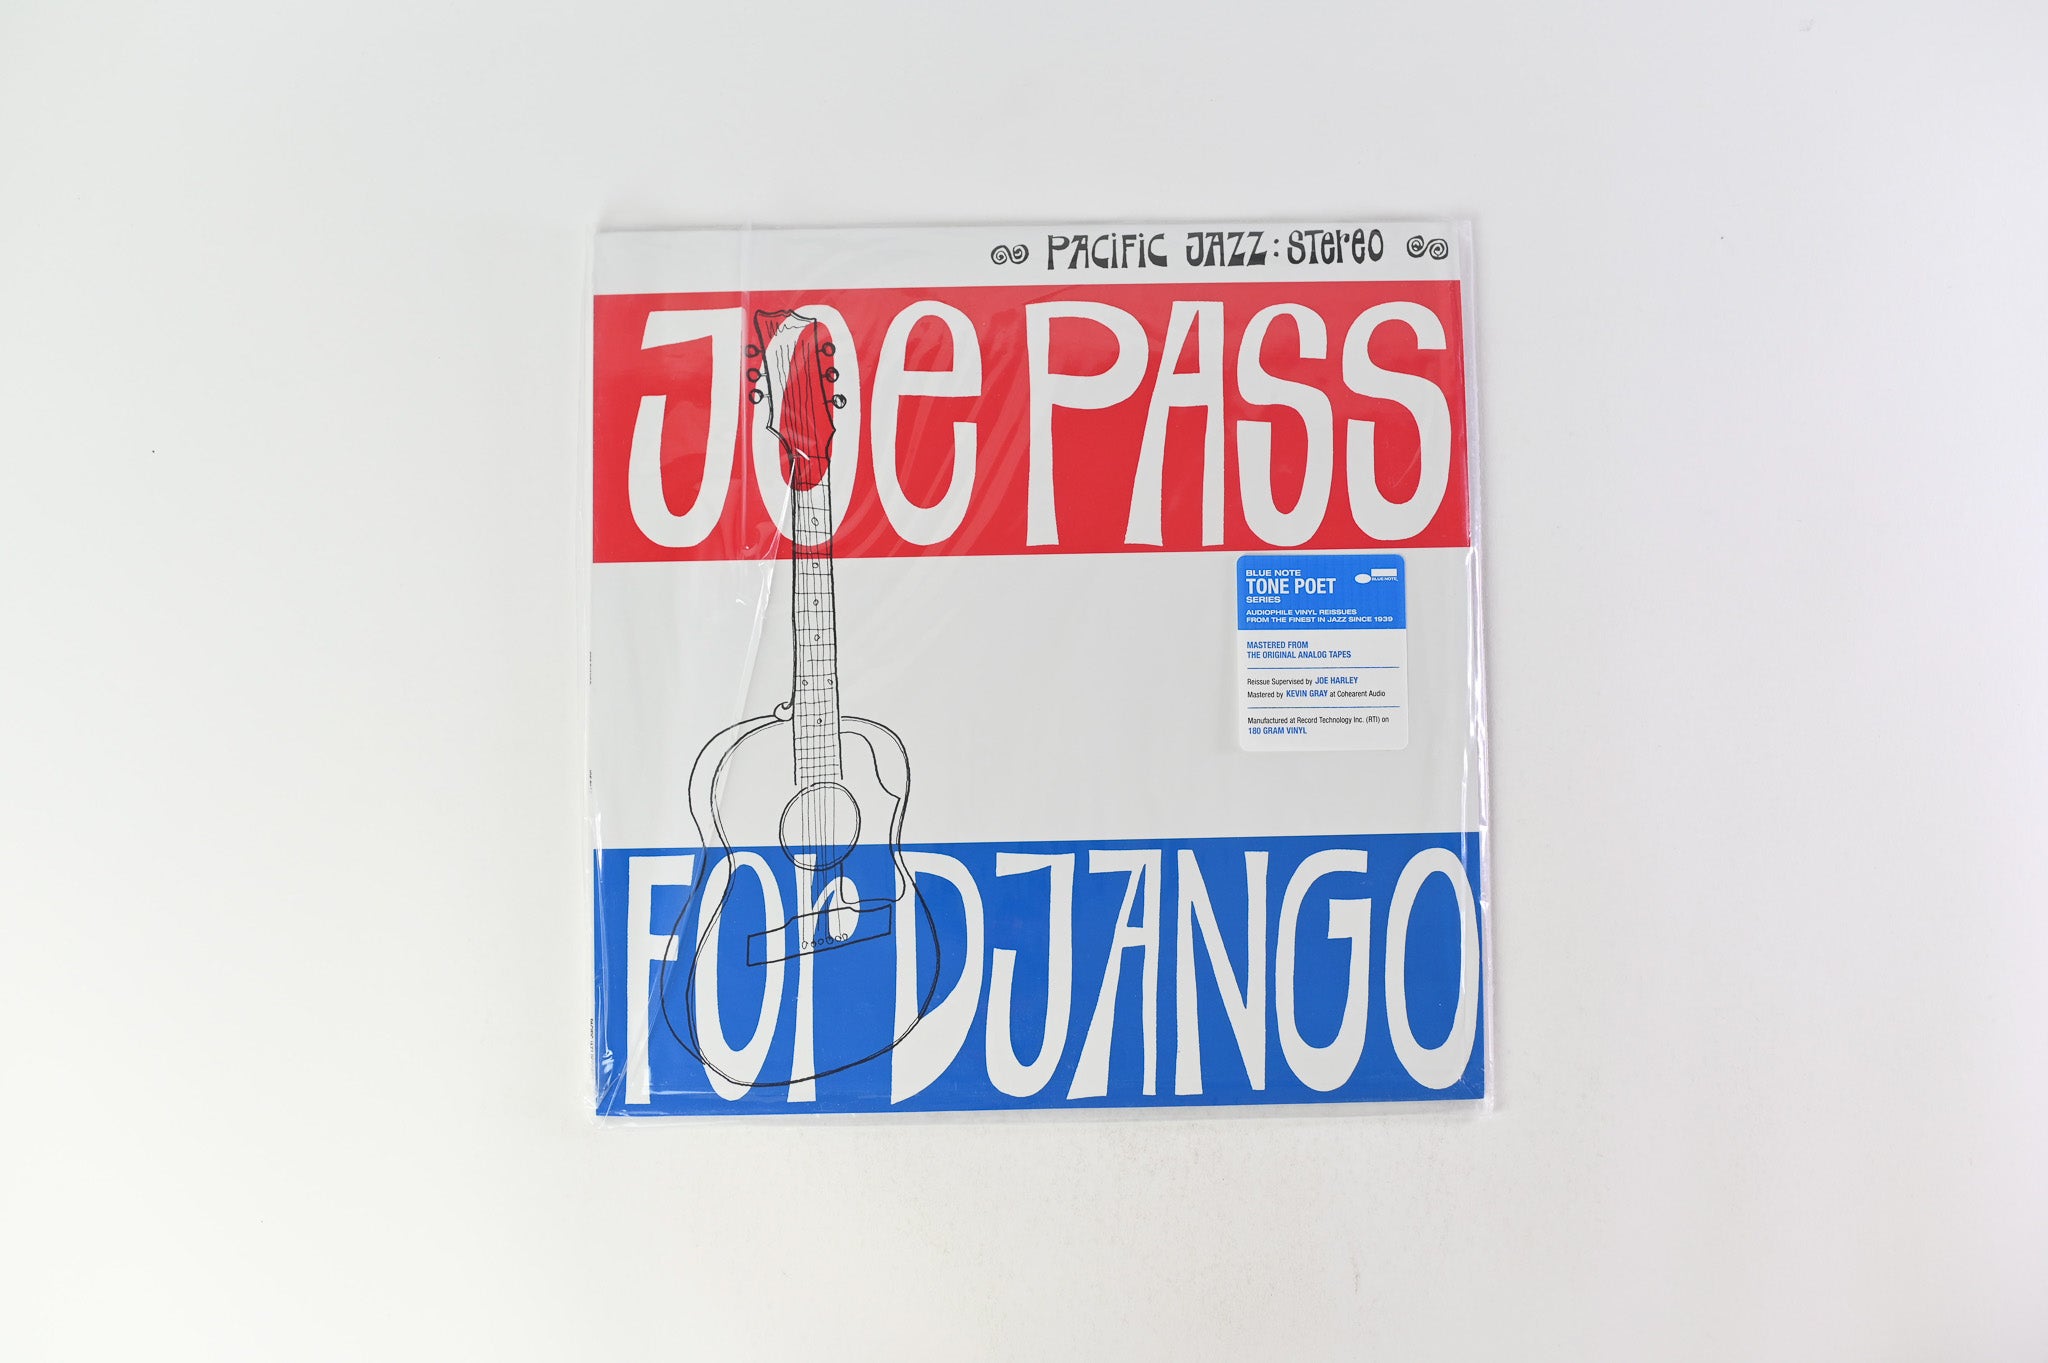 PACIFIC JAZZ: STEREO
JOE PASS
BLUE NOTE
TONE POET
SERIES
BLUE NOTE
AUDIOPHILE VINYL REISSUES
FROM THE FINEST IN JAZZ SINCE 1939
MASTERED FROM
THE ORIGINAL ANALOG TAPES
Reissue Supervised by JOE HARLEY
Mastered by KEVIN GRAY at Cohearent Audio
Manufactured at Record Technology Inc. (RTI) on
180 GRAM VINYL
FOr DJANGO